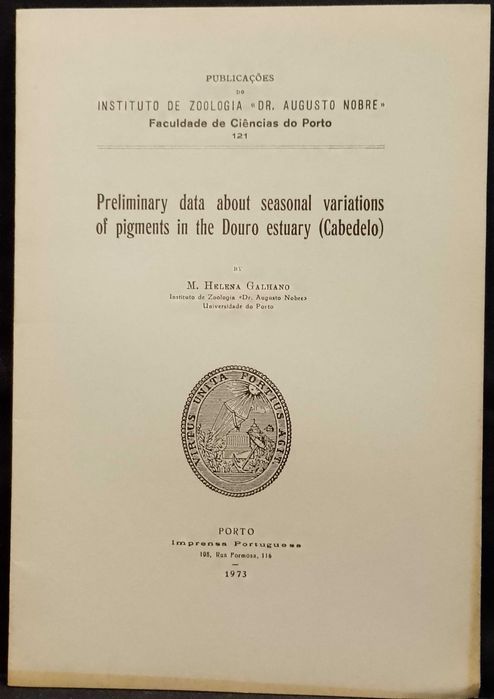 PUBLICAÇÕES
DO
INSTITUTO DE ZOOLOGIA «DR. AUGUSTO NOBRE»
Faculdade de Ciências do Porto
121
Preliminary data about seasonal variations
of pigments in the Douro estuary (Cabedelo)
BY
M. HELENA GALHANO
Instituto de Zoologia «Dr. Augusto Nobre»
Universidade do Porto
VIRTUS UNITA FORTIUS AGIT
PORTO
Imprensa Portuguesa
108, Rua Formosa, 116
1973